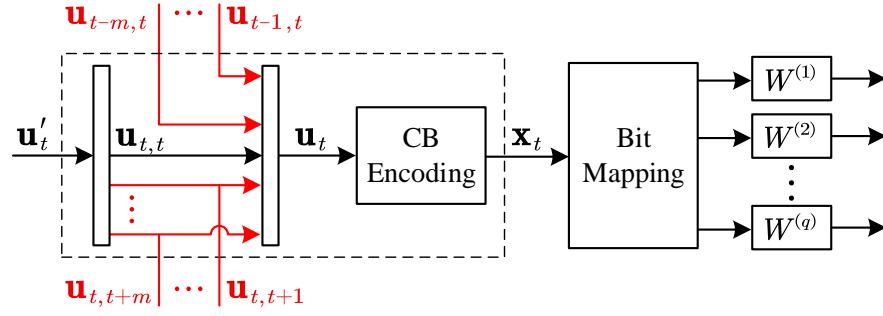 u_{t-m,t} ··· u_{t-1,t}
u'_t u_{t,t} u_t CB Encoding x_t Bit Mapping W^{(1)}
W^{(2)}
⋮ ⋮
W^{(q)}
u_{t,t+m} ··· u_{t,t+1}